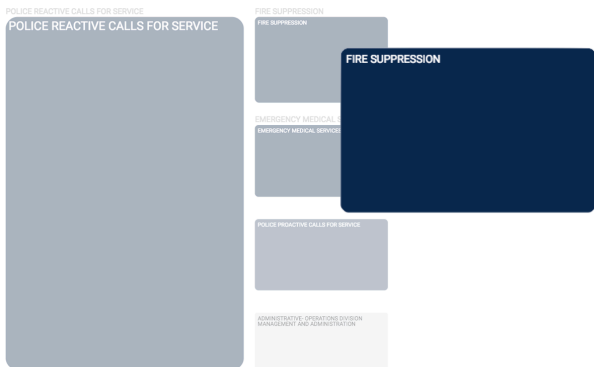 POLICE REACTIVE CALLS FOR SERVICE
POLICE REACTIVE CALLS FOR SERVICE
FIRE SUPPRESSION
FIRE SUPPRESSION
FIRE SUPPRESSION
EMERGENCY MEDICAL S
EMERGENCY MEDICAL SERVICES
POLICE PROACTIVE CALLS FOR SERVICE
ADMINISTRATIVE- OPERATIONS DIVISION
MANAGEMENT AND ADMINISTRATION